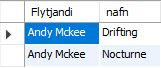 Flytjandi nafn
Andy Mckee Drifting
Andy Mckee Nocturne